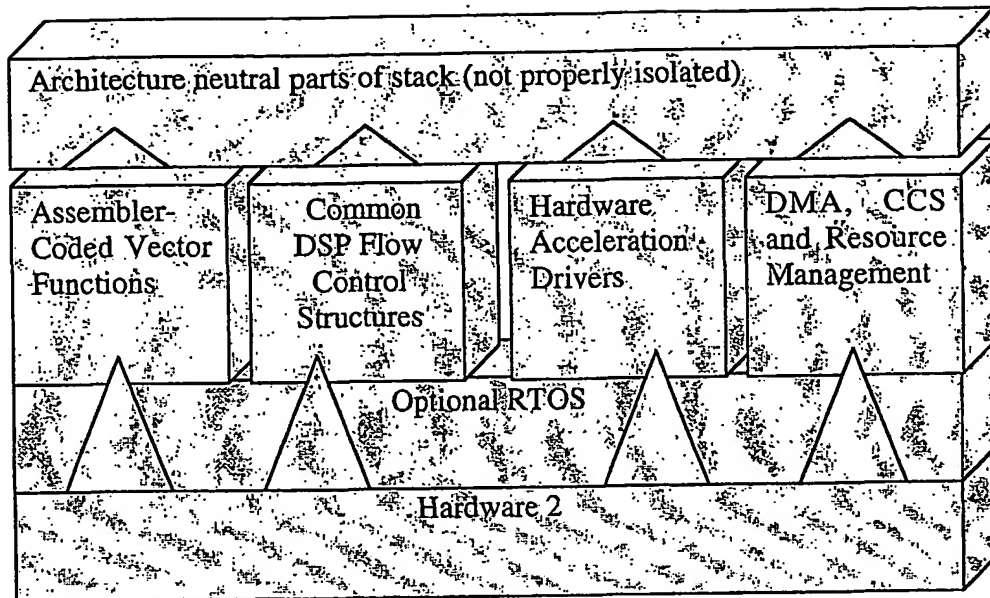 Architecture neutral parts of stack (not properly isolated)
Assembler-
Coded Vector
Functions
Common
DSP Flow
Control
Structures
Hardware
Acceleration
Drivers
DMA, CCS
and Resource
Management
Optional RTOS
Hardware 2